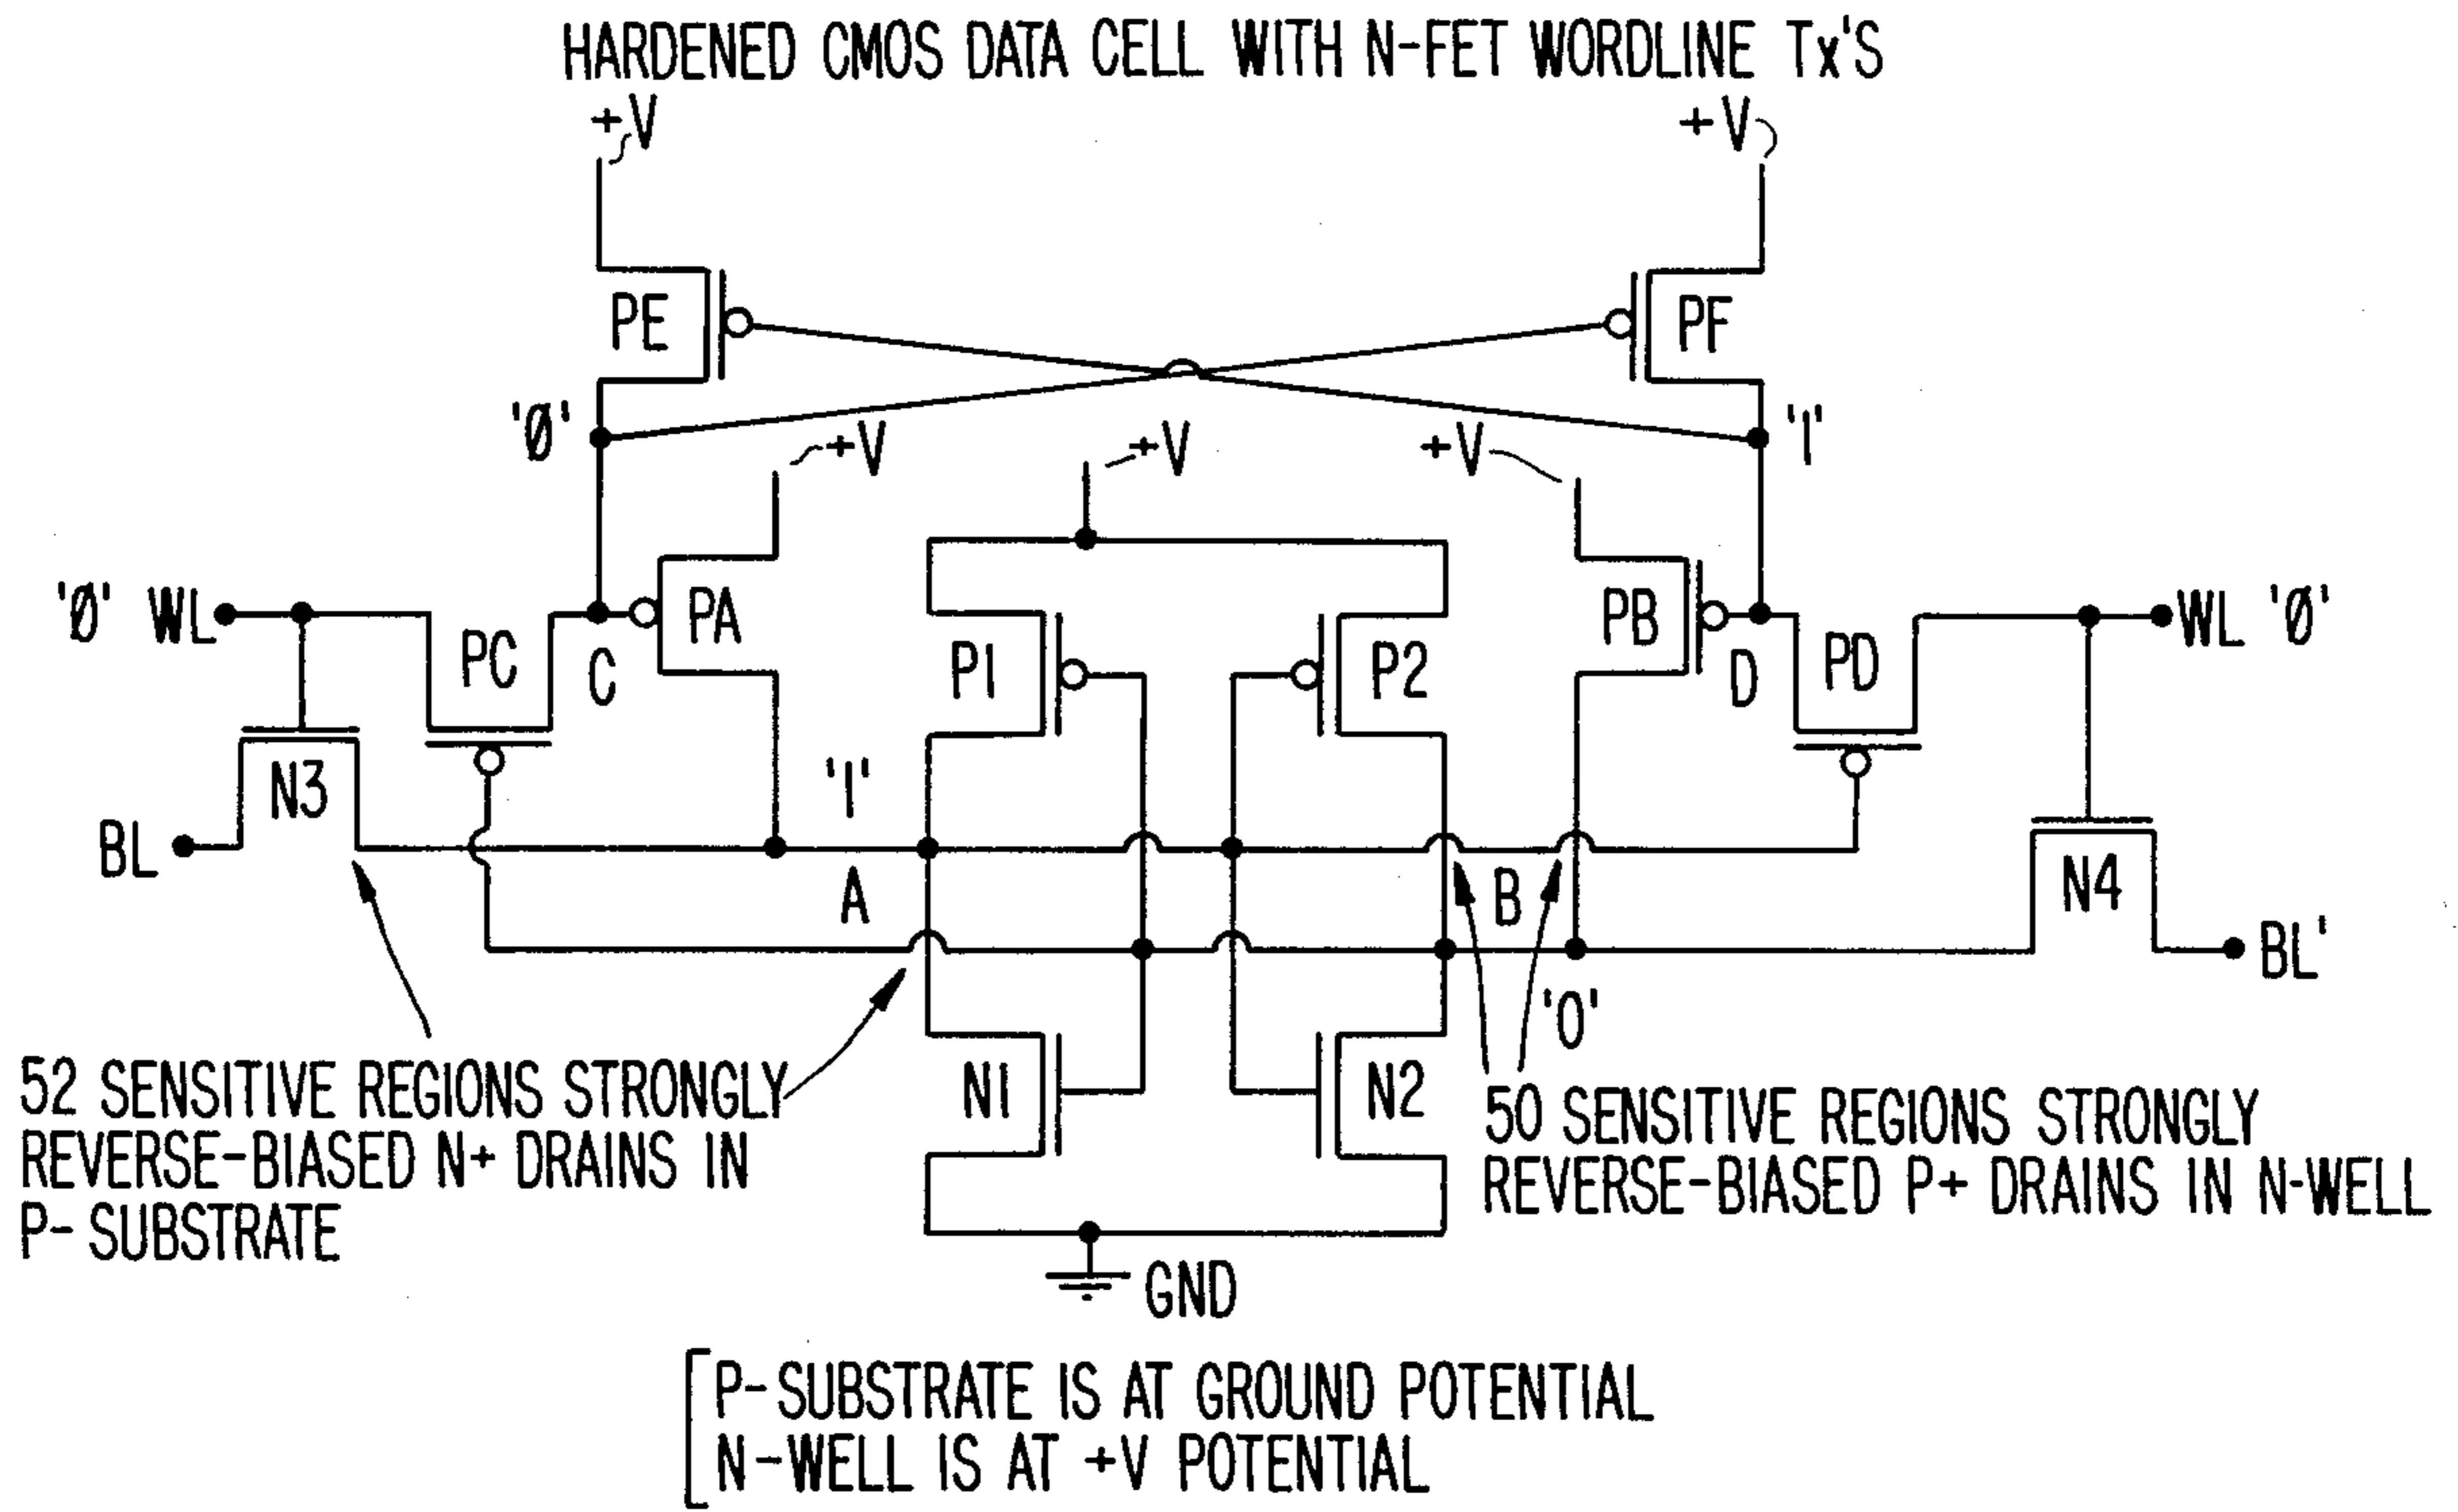 HARDENED CMOS DATA CELL WITH N-FET WORDLINE Tx'S
+V
+V
PE
PF
'Ø'
+V
+V
+V
'1'
'Ø' WL
PC
C
PA
P1
P2
PB
D
PD
WL 'Ø'
N3
'1'
BL
A
B
N4
BL'
'0'
N1
N2
52 SENSITIVE REGIONS STRONGLY
REVERSE-BIASED N+ DRAINS IN
P- SUBSTRATE
50 SENSITIVE REGIONS STRONGLY
REVERSE-BIASED P+ DRAINS IN N-WELL
GND
P- SUBSTRATE IS AT GROUND POTENTIAL
N-WELL IS AT +V POTENTIAL